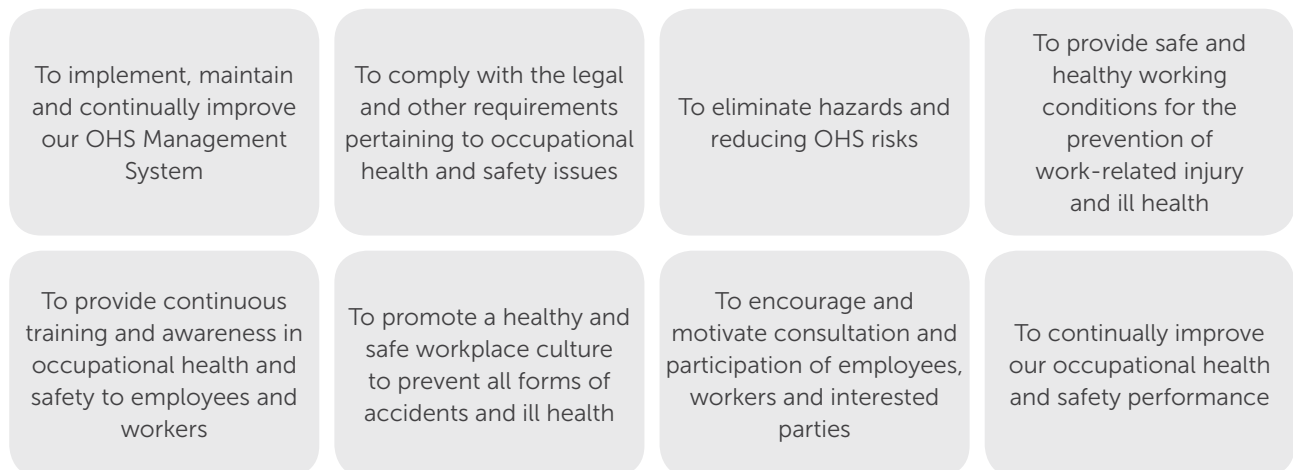 To implement, maintain
and continually improve
our OHS Management
System
To comply with the legal
and other requirements
pertaining to occupational
health and safety issues
To eliminate hazards and
reducing OHS risks
To provide safe and
healthy working
conditions for the
prevention of
work-related injury
and ill health
To provide continuous
training and awareness in
occupational health and
safety to employees and
workers
To promote a healthy and
safe workplace culture
to prevent all forms of
accidents and ill health
To encourage and
motivate consultation and
participation of employees,
workers and interested
parties
To continually improve
our occupational health
and safety performance